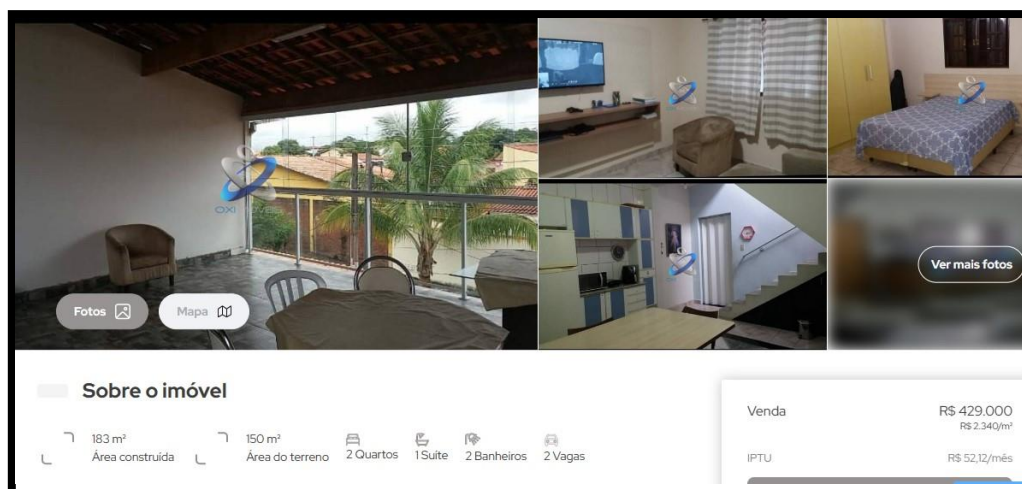 Fotos
Mapa
Ver mais fotos
Sobre o imóvel
183 m²
Área construída
150 m²
Área do terreno
2 Quartos
1 Suíte
2 Banheiros
2 Vagas
Venda
R$ 429.000
R$ 2.340/m²
IPTU
R$ 52,12/mês